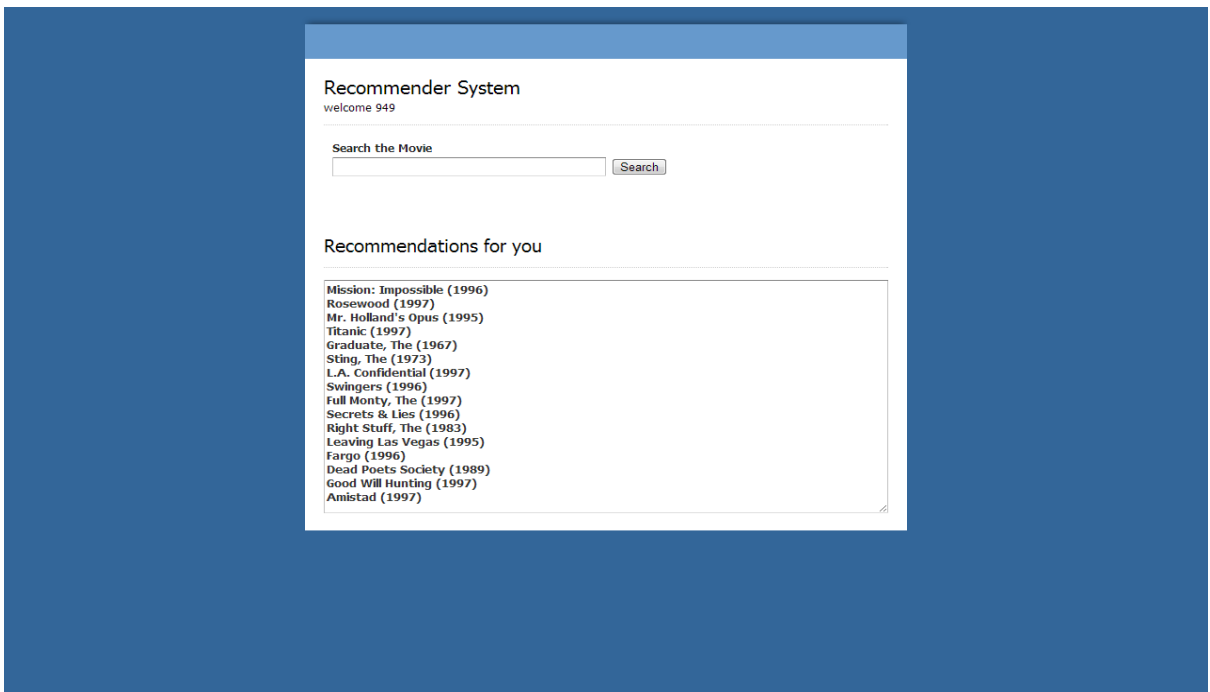 Recommender System
welcome 949
Search the Movie
Search
Recommendations for you
Mission: Impossible (1996)
Rosewood (1997)
Mr. Holland's Opus (1995)
Titanic (1997)
Graduate, The (1967)
Sting, The (1973)
L.A. Confidential (1997)
Swingers (1996)
Full Monty, The (1997)
Secrets & Lies (1996)
Right Stuff, The (1983)
Leaving Las Vegas (1995)
Fargo (1996)
Dead Poets Society (1989)
Good Will Hunting (1997)
Amistad (1997)